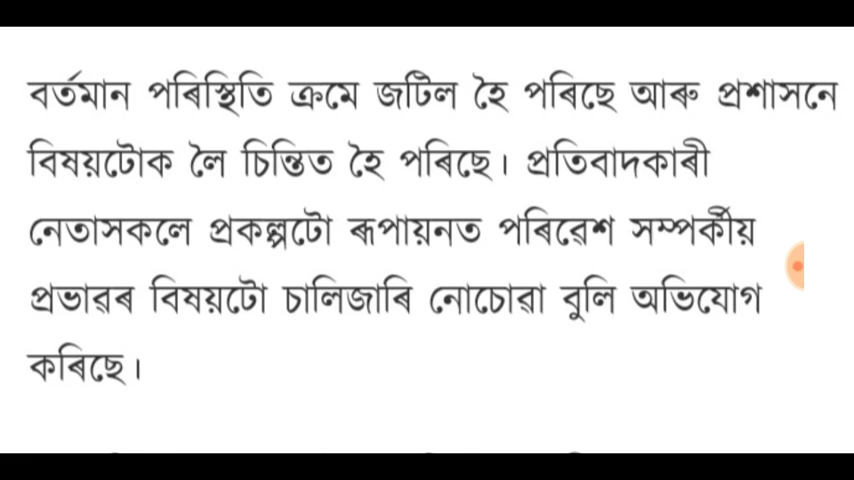 বৰ্তমান পৰিস্থিতি ক্ৰমে জটিল হৈ পৰিছে আৰু প্ৰশাসনে
বিষয়টোক লৈ চিন্তিত হৈ পৰিছে। প্ৰতিবাদকাৰী
নেতাসকলে প্ৰকল্পটো ৰূপায়নত পৰিৱেশ সম্পৰ্কীয়
প্ৰভাৱৰ বিষয়টো চালিজাৰি নোচোৱা বুলি অভিযোগ
কৰিছে।